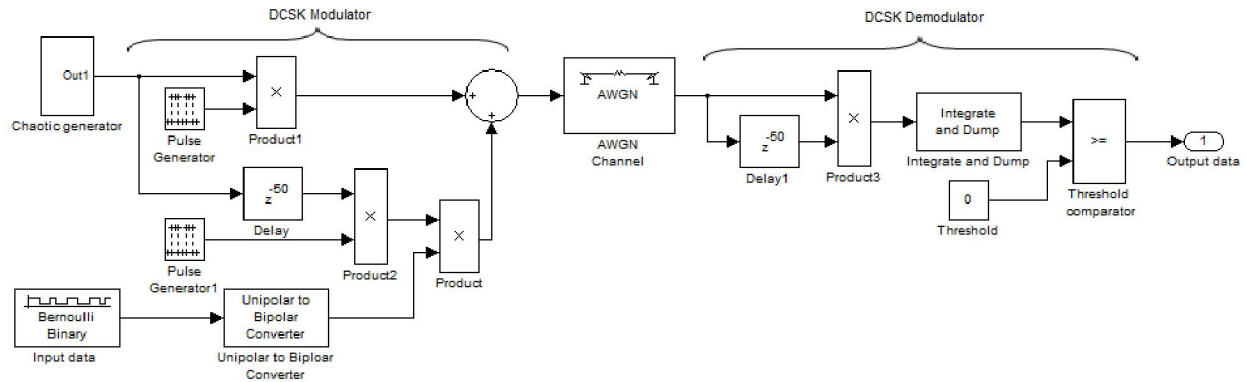 DCSK Modulator
DCSK Demodulator
Out1
Chaotic generator
Pulse
Generator
×
Product1
+
+
AWGN
AWGN
Channel
-50
z
Delay1
×
Product3
Integrate
and Dump
Integrate and Dump
>=
Threshold
comparator
1
Output data
0
Threshold
-50
z
Delay
×
Product2
×
Product
Pulse
Generator1
Bernoulli
Binary
Input data
Unipolar to
Bipolar
Converter
Unipolar to Biploar
Converter